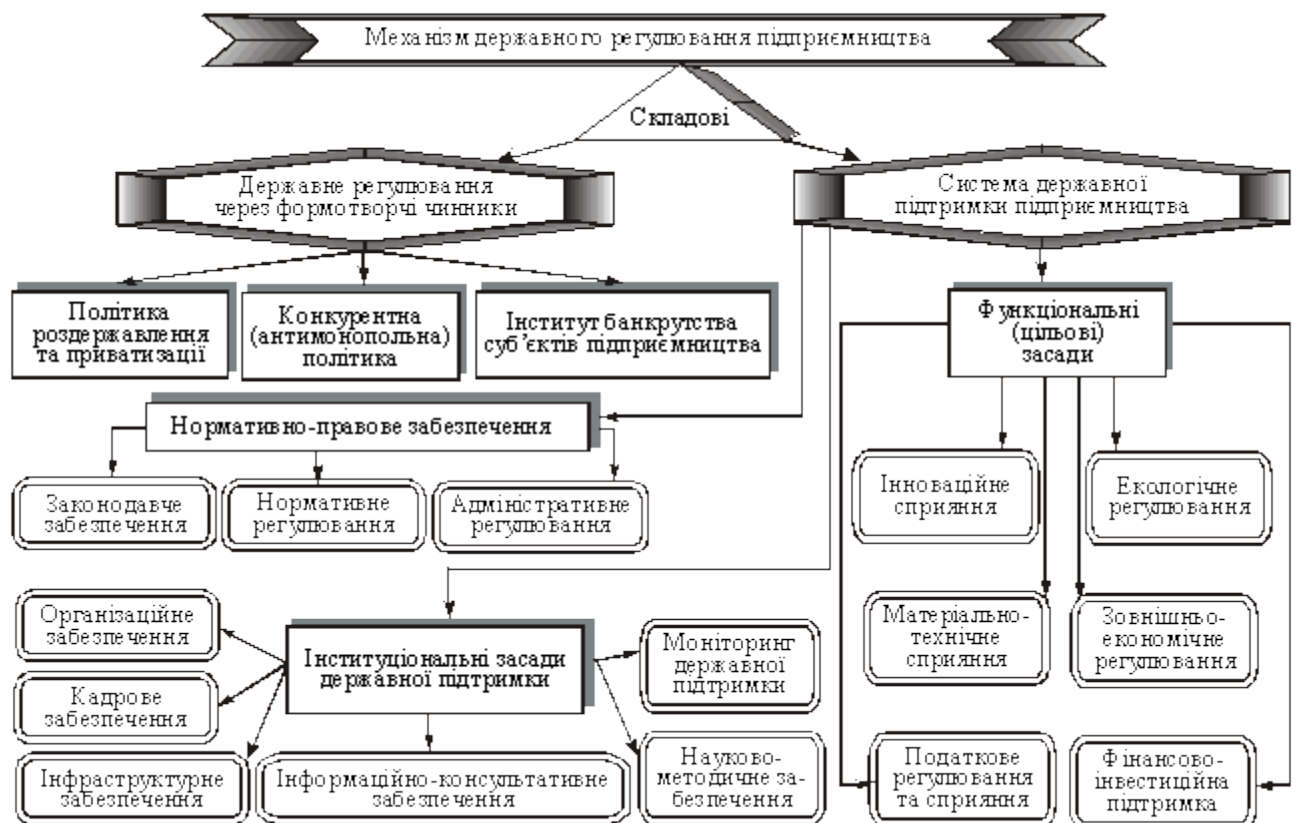 Механізм державного регулювання підприємництва
Складові
Державне регулювання
через формотворчі чинники
Система державної
підтримки підприємництва
Політика
роздержавлення
та приватизації
Конкурентна
(антимонопольна)
політика
Інститут банкрутства
суб’єктів підприємництва
Функціональні
(цільові)
засади
Нормативно-правове забезпечення
Законодавче
забезпечення
Нормативне
регулювання
Адміністративне
регулювання
Інноваційне
сприяння
Екологічне
регулювання
Організаційне
забезпечення
Кадрове
забезпечення
Інфраструктурне
забезпечення
Інституціональні засади
державної підтримки
Інформаційно-консультативне
забезпечення
Моніторинг
державної
підтримки
Науково-
методичне за-
безпечення
Матеріально-
технічне
сприяння
Зовнішньо-
економічне
регулювання
Податкове
регулювання
та сприяння
Фінансово-
інвестиційна
підтримка